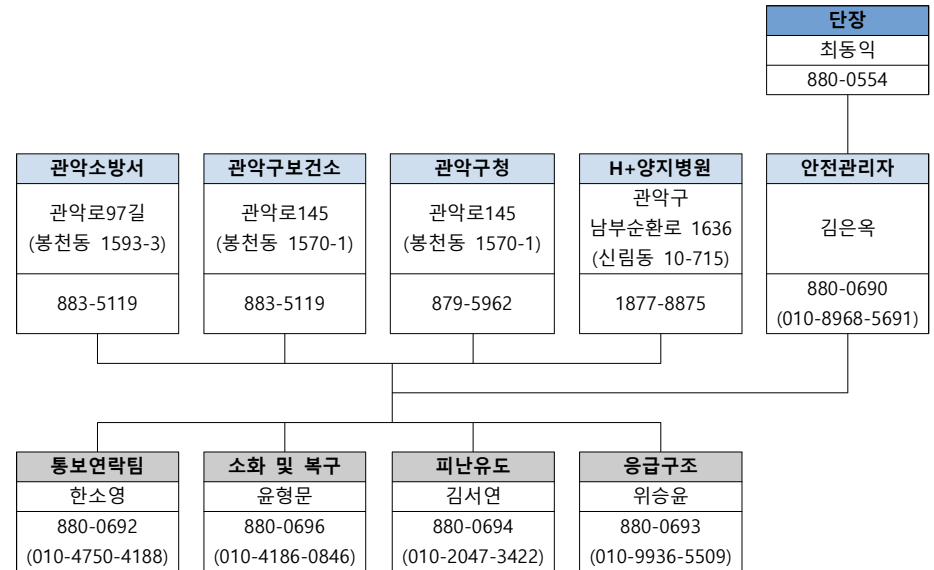 단장
최동익
880-0554
관악소방서
관악로97길
(봉천동 1593-3)
883-5119
관악구보건소
관악로145
(봉천동 1570-1)
883-5119
관악구청
관악로145
(봉천동 1570-1)
879-5962
H+양지병원
관악구
남부순환로 1636
(신림동 10-715)
1877-8875
안전관리자
김은옥
880-0690
(010-8968-5691)
통보연락팀
한소영
880-0692
(010-4750-4188)
소화 및 복구
윤형문
880-0696
(010-4186-0846)
피난유도
김서연
880-0694
(010-2047-3422)
응급구조
위승윤
880-0693
(010-9936-5509)